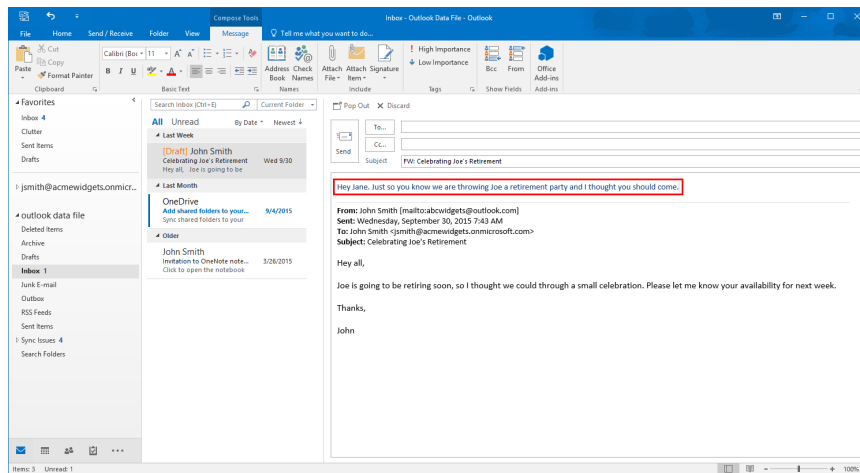 Compose Tools
Inbox - Outlook Data File - Outlook
File Home Send / Receive Folder View Message Tell me what you want to do...
Cut
Copy
Format Painter
Paste
Clipboard
Calibri (Boc 11
B I U
Basic Text
Address Book
Check Names
Names
Attach File
Attach Item
Signature
Include
High Importance
Low Importance
Tags
Bcc From
Show Fields
Office Add-ins
Add-ins
Favorites
Inbox 4
Clutter
Sent Items
Drafts
jsmith@acmewidgets.onmicr...
outlook data file
Deleted Items
Archive
Drafts
Inbox 1
Junk E-mail
Outbox
RSS Feeds
Sent Items
Sync Issues 4
Search Folders
Search Inbox (Ctrl+E) Current Folder
All Unread By Date Newest
Last Week
[Draft] John Smith
Celebrating Joe's Retirement Wed 9/30
Hey all, Joe is going to be
Last Month
OneDrive
Add shared folders to your... 9/4/2015
Sync shared folders to your
Older
John Smith
Invitation to OneNote note... 3/26/2015
Click to open the notebook
Pop Out Discard
Send
To...
Cc...
Subject FW: Celebrating Joe's Retirement
Hey Jane. Just so you know we are throwing Joe a retirement party and I thought you should come.
From: John Smith [mailto:abcwidgets@outlook.com]
Sent: Wednesday, September 30, 2015 7:43 AM
To: John Smith <jsmith@acmewidgets.onmicrosoft.com>
Subject: Celebrating Joe's Retirement
Hey all,
Joe is going to be retiring soon, so I thought we could through a small celebration. Please let me know your availability for next week.
Thanks,
John
Items: 3 Unread: 1
100%